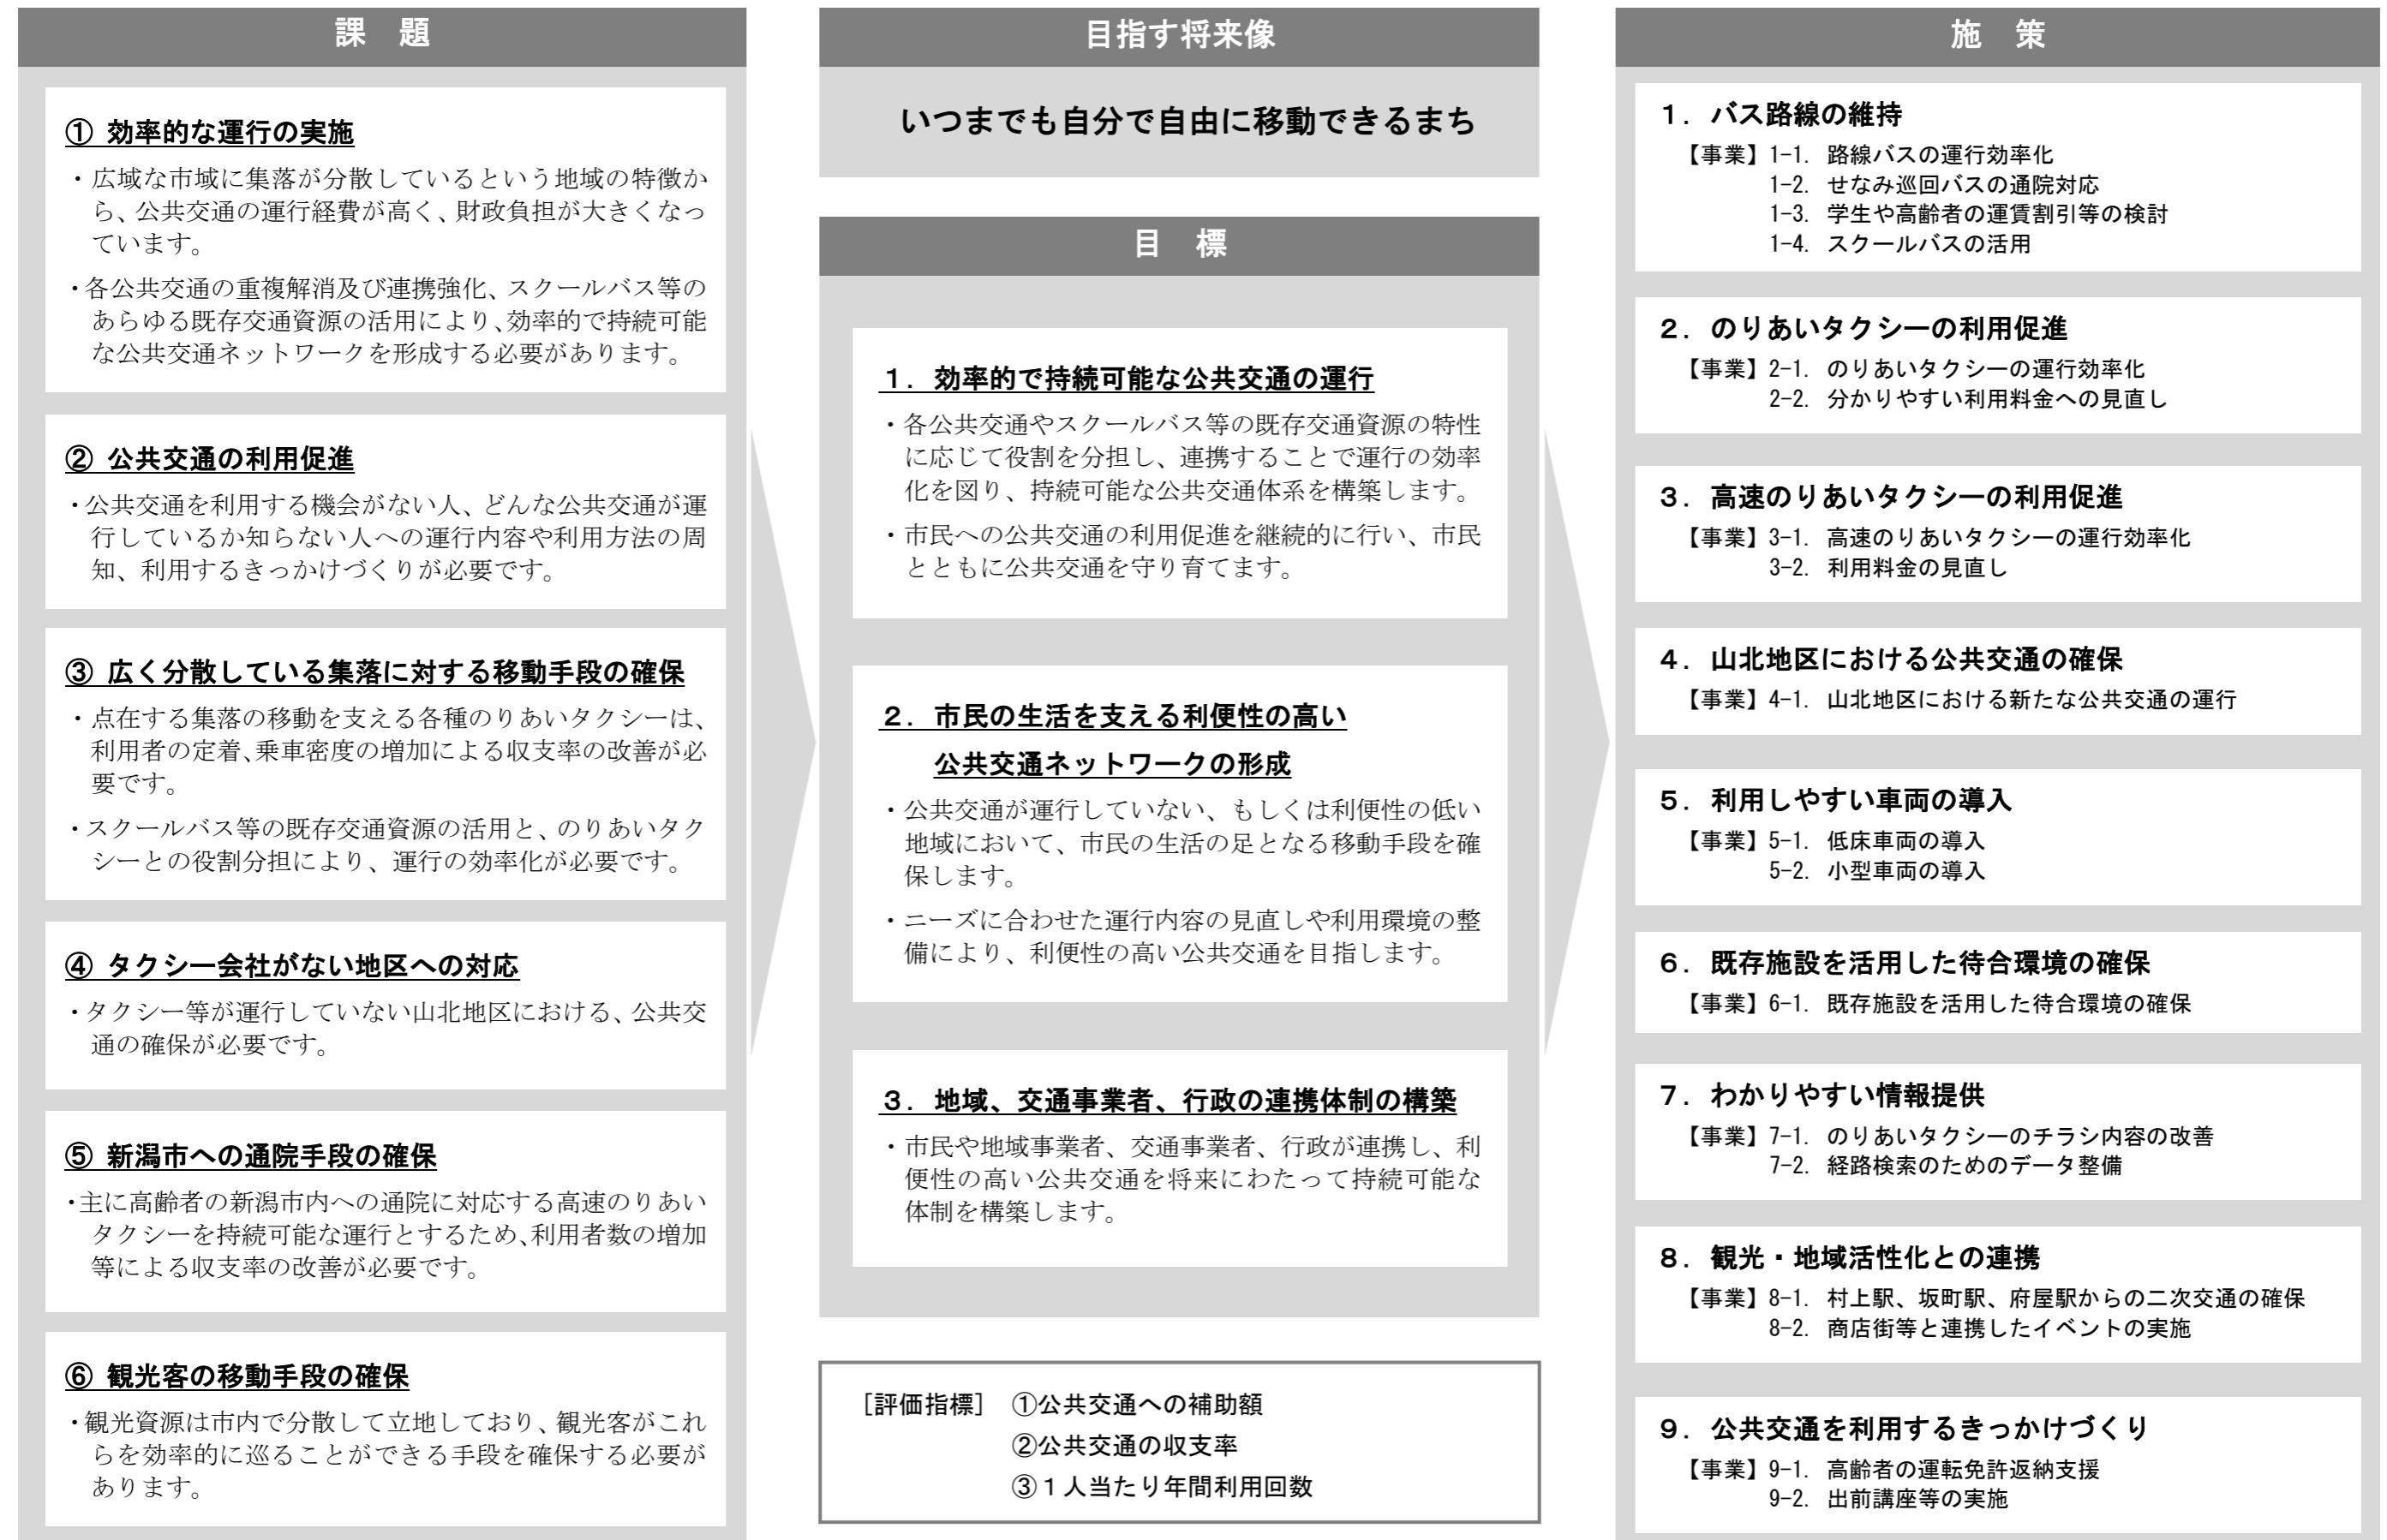 課　題
① 効率的な運行の実施
・広域な市域に集落が分散しているという地域の特徴か
ら、公共交通の運行経費が高く、財政負担が大きくなっ
ています。
・各公共交通の重複解消及び連携強化、スクールバス等の
あらゆる既存交通資源の活用により、効率的で持続可能
な公共交通ネットワークを形成する必要があります。
② 公共交通の利用促進
・公共交通を利用する機会がない人、どんな公共交通が運
行しているか知らない人への運行内容や利用方法の周
知、利用するきっかけづくりが必要です。
③ 広く分散している集落に対する移動手段の確保
・点在する集落の移動を支える各種のりあいタクシーは、
利用者の定着、乗車密度の増加による収支率の改善が必
要です。
・スクールバス等の既存交通資源の活用と、のりあいタク
シーとの役割分担により、運行の効率化が必要です。
④ タクシー会社がない地区への対応
・タクシー等が運行していない山北地区における、公共交
通の確保が必要です。
⑤ 新潟市への通院手段の確保
・主に高齢者の新潟市内への通院に対応する高速のりあい
タクシーを持続可能な運行とするため、利用者数の増加
等による収支率の改善が必要です。
⑥ 観光客の移動手段の確保
・観光資源は市内で分散して立地しており、観光客がこれ
らを効率的に巡ることができる手段を確保する必要が
あります。
目指す将来像
いつまでも自分で自由に移動できるまち
目　標
１．効率的で持続可能な公共交通の運行
・各公共交通やスクールバス等の既存交通資源の特性
に応じて役割を分担し、連携することで運行の効率
化を図り、持続可能な公共交通体系を構築します。
・市民への公共交通の利用促進を継続的に行い、市民
とともに公共交通を守り育てます。
２．市民の生活を支える利便性の高い
公共交通ネットワークの形成
・公共交通が運行していない、もしくは利便性の低い
地域において、市民の生活の足となる移動手段を確
保します。
・ニーズに合わせた運行内容の見直しや利用環境の整
備により、利便性の高い公共交通を目指します。
３．地域、交通事業者、行政の連携体制の構築
・市民や地域事業者、交通事業者、行政が連携し、利
便性の高い公共交通を将来にわたって持続可能な
体制を構築します。
［評価指標］ ①公共交通への補助額
②公共交通の収支率
③１人当たり年間利用回数
施　策
１．バス路線の維持
【事業】1-1. 路線バスの運行効率化
1-2. せなみ巡回バスの通院対応
1-3. 学生や高齢者の運賃割引等の検討
1-4. スクールバスの活用
２．のりあいタクシーの利用促進
【事業】2-1. のりあいタクシーの運行効率化
2-2. 分かりやすい利用料金への見直し
３．高速のりあいタクシーの利用促進
【事業】3-1. 高速のりあいタクシーの運行効率化
3-2. 利用料金の見直し
４．山北地区における公共交通の確保
【事業】4-1. 山北地区における新たな公共交通の運行
５．利用しやすい車両の導入
【事業】5-1. 低床車両の導入
5-2. 小型車両の導入
６．既存施設を活用した待合環境の確保
【事業】6-1. 既存施設を活用した待合環境の確保
７．わかりやすい情報提供
【事業】7-1. のりあいタクシーのチラシ内容の改善
7-2. 経路検索のためのデータ整備
８．観光・地域活性化との連携
【事業】8-1. 村上駅、坂町駅、府屋駅からの二次交通の確保
8-2. 商店街等と連携したイベントの実施
９．公共交通を利用するきっかけづくり
【事業】9-1. 高齢者の運転免許返納支援
9-2. 出前講座等の実施